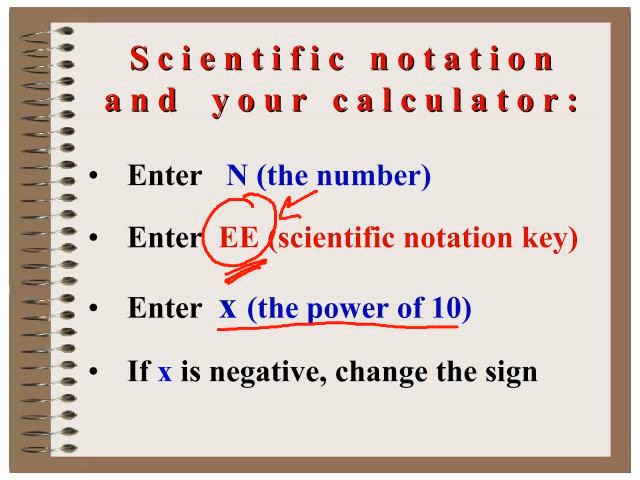 Scientific notation
and your calculator:
• Enter N (the number)
• Enter EE (scientific notation key)
• Enter x (the power of 10)
• If x is negative, change the sign